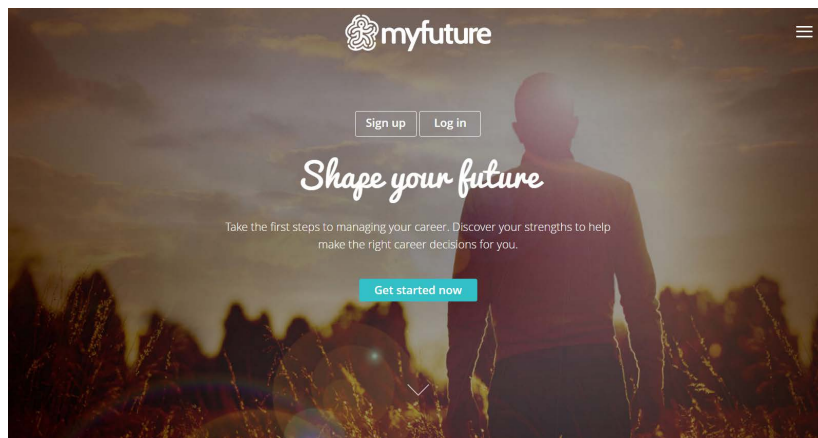 myfuture
Sign up
Log in
Shape your future
Take the first steps to managing your career. Discover your strengths to help
make the right career decisions for you.
Get started now